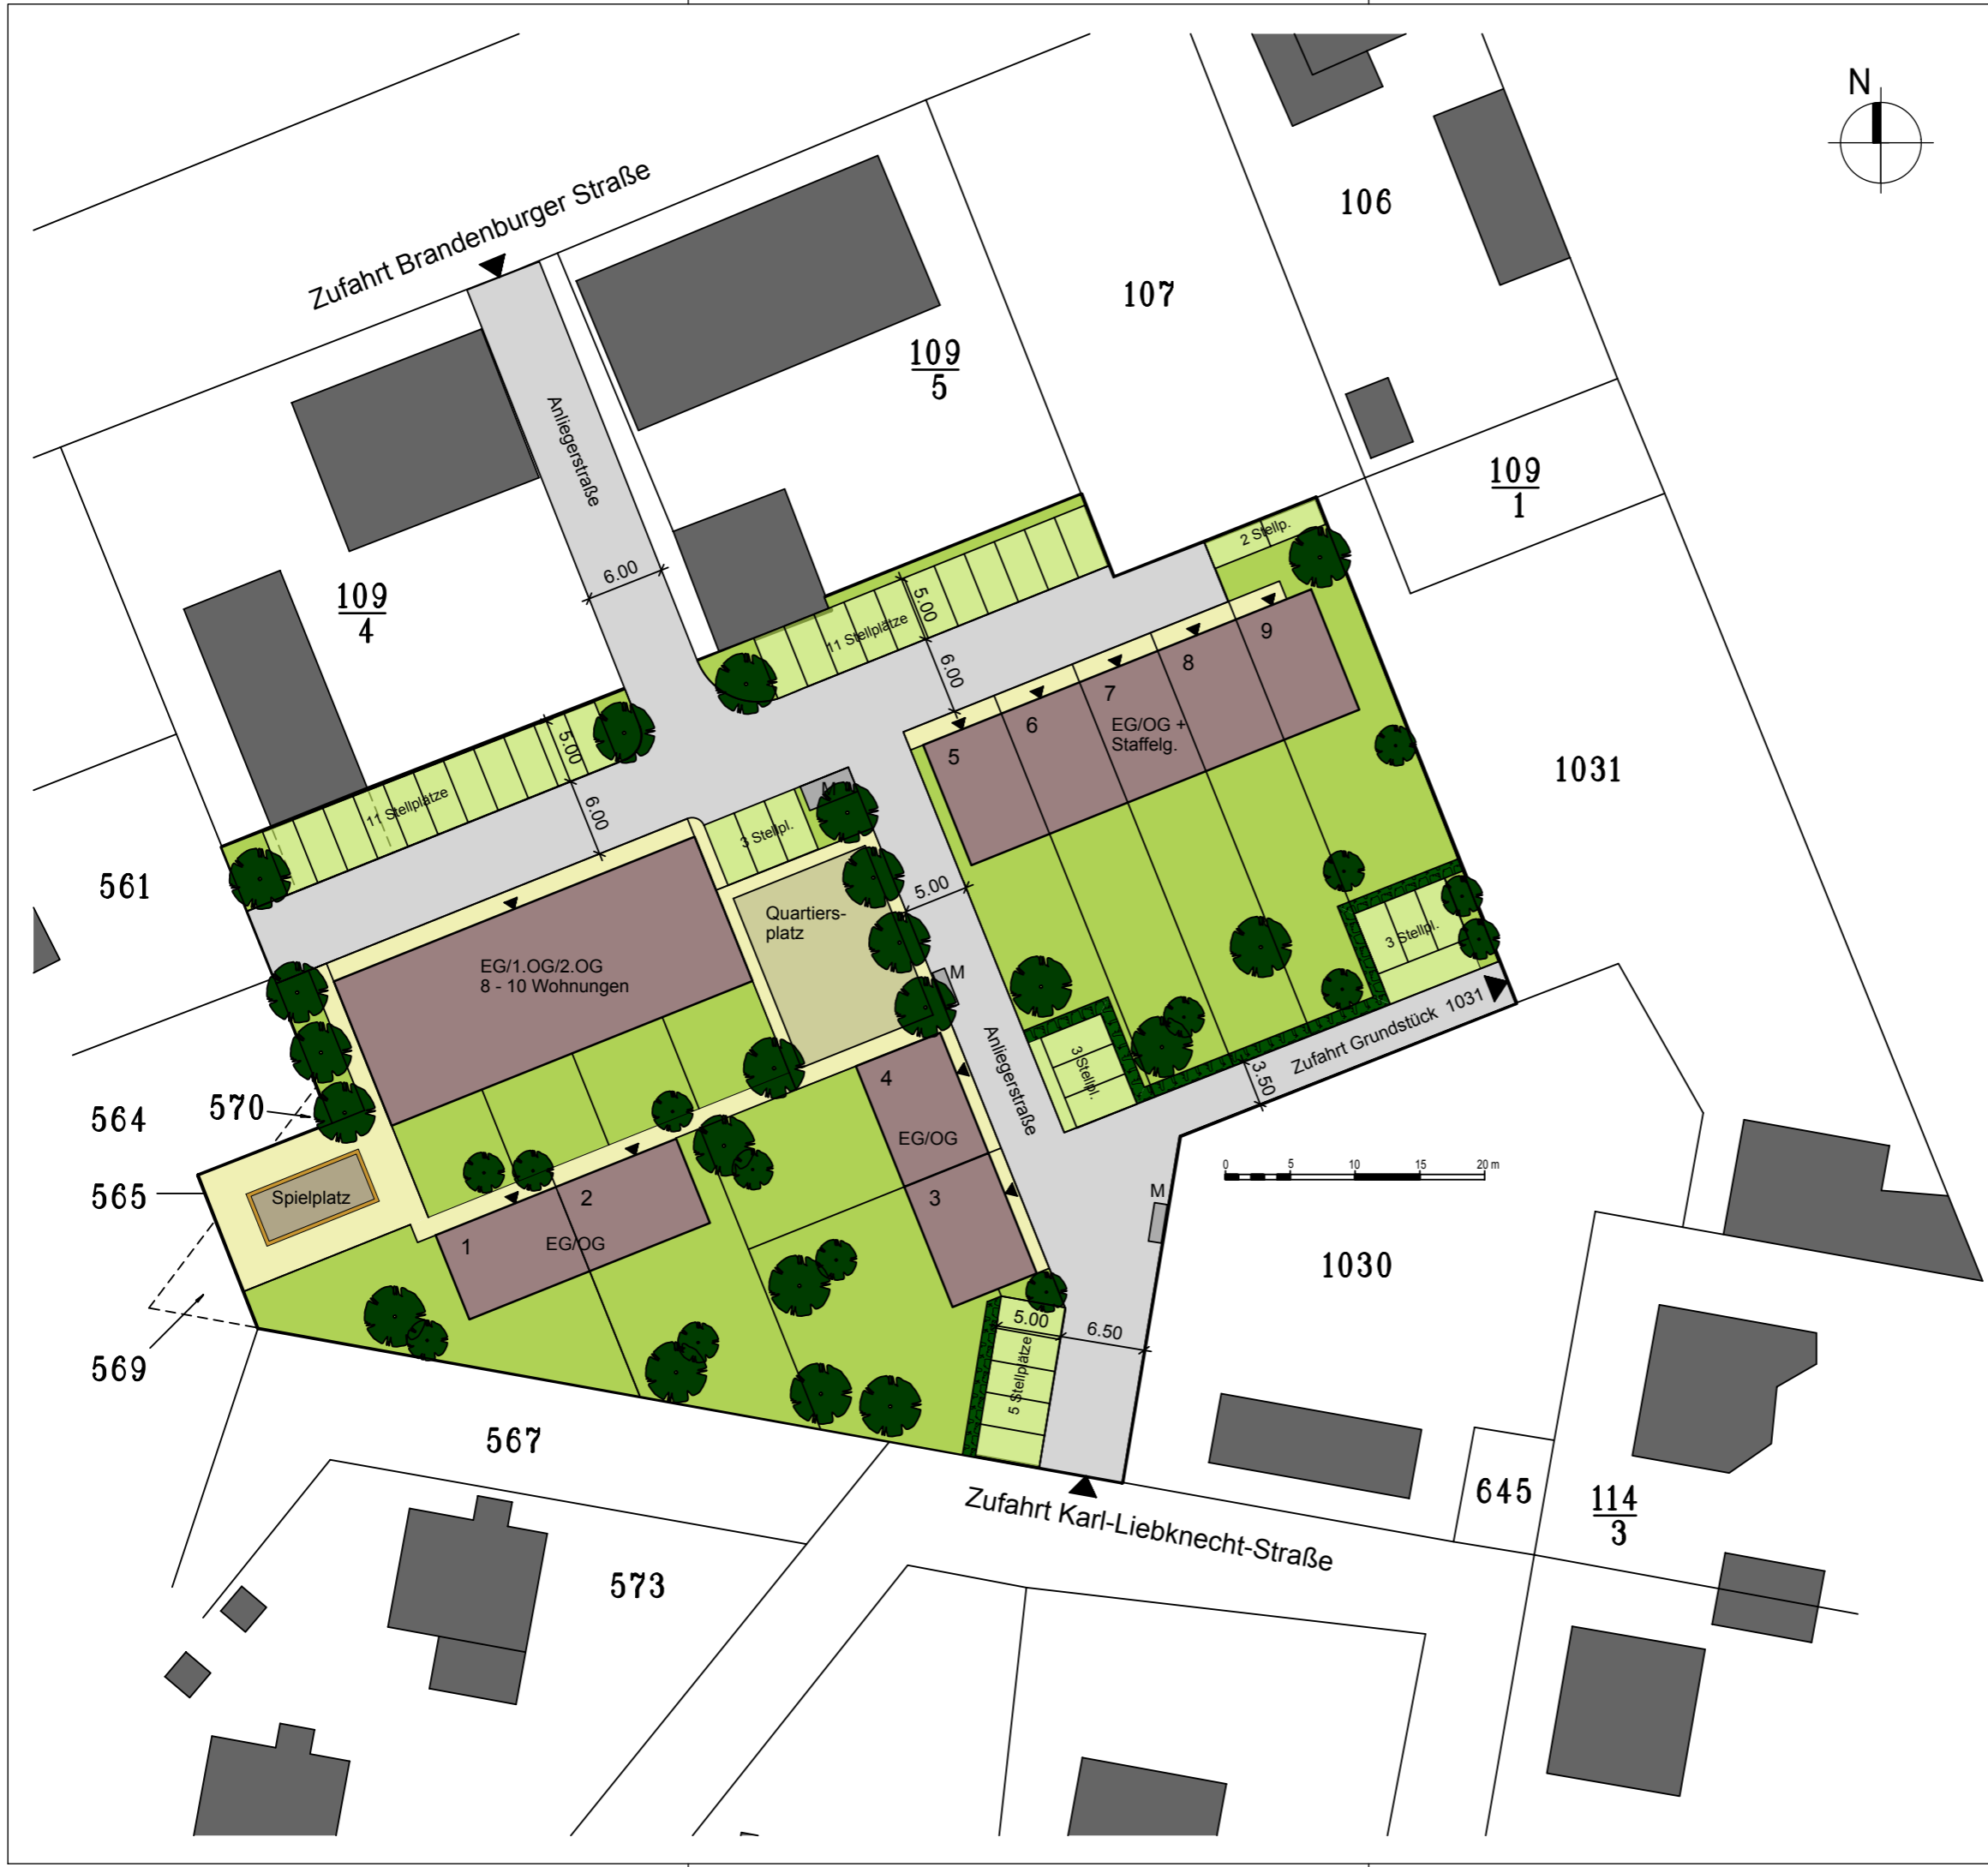 N
Zufahrt Brandenburger Straße
106
107
109
5
109
1
109
4
Anliegerstraße
6.00
2 Stellp.
5.00
11 Stellplätze
6.00
9
8
7
6
5
EG/OG +
Staffelg.
1031
5.00
11 Stellplätze
6.00
M
3 Stellpl.
561
5.00
Quartiers-
platz
EG/1.OG/2.OG
8 - 10 Wohnungen
M
3 Stellpl.
Anliegerstraße
3 Stellpl.
Zufahrt Grundstück 1031
3.50
4
EG/OG
3
564
570
565
Spielplatz
2
1
EG/OG
0
5
10
15
20 m
M
1030
5.00
6.50
5 Stellplätze
569
567
Zufahrt Karl-Liebknecht-Straße
645
114
3
573